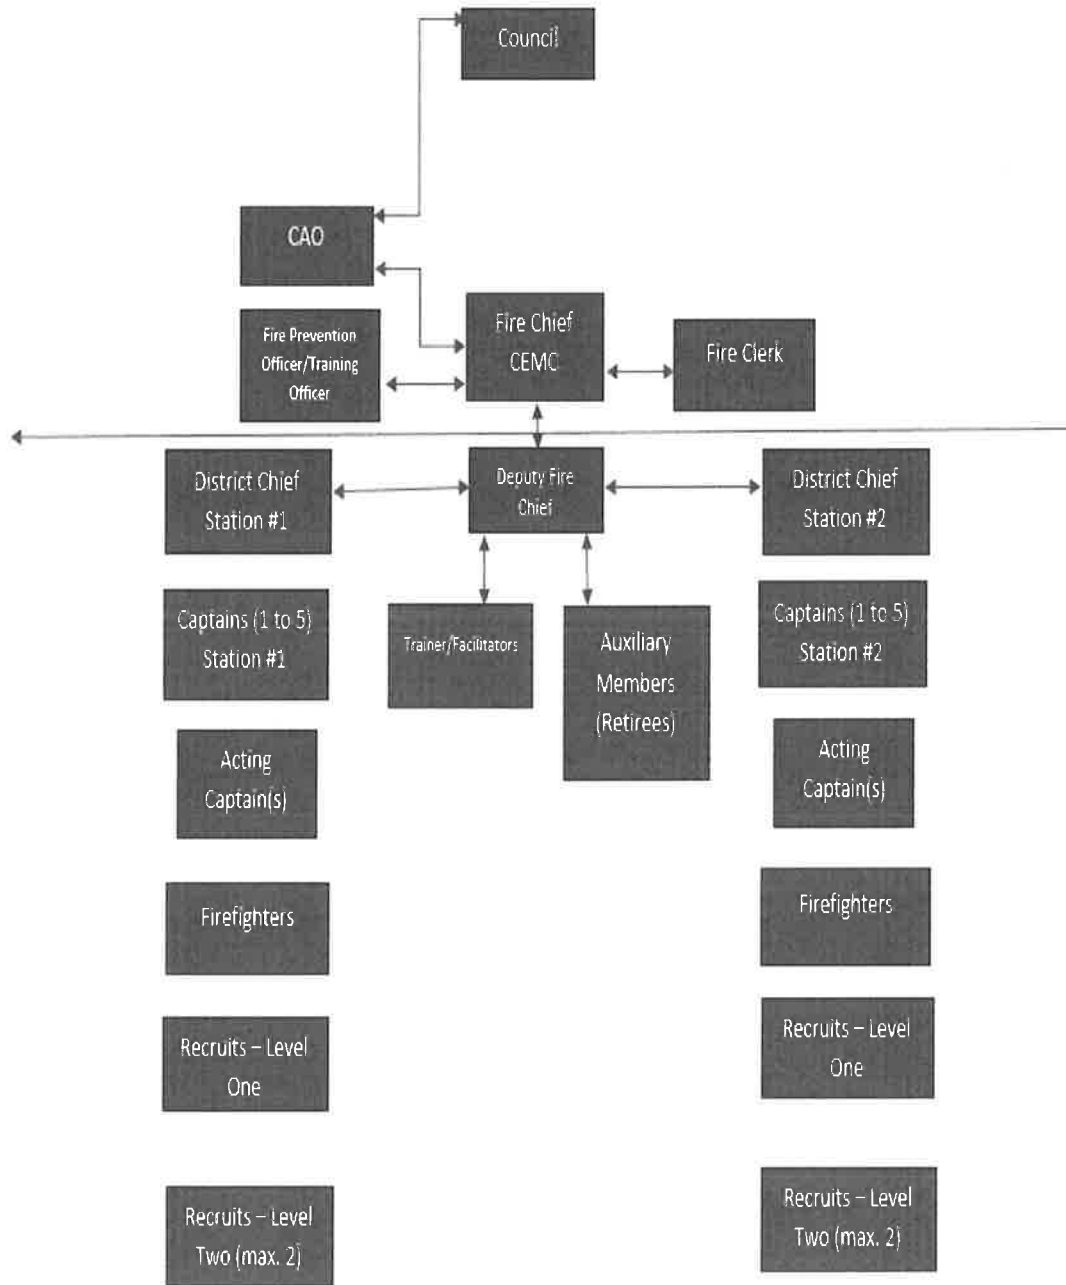 Council
CAO
Fire Prevention
Officer/Training
Officer
Fire Chief
CEMC
Fire Clerk
District Chief
Station #1
Deputy Fire
Chief
District Chief
Station #2
Captains (1 to 5)
Station #1
Trainer/Facilitators
Auxiliary
Members
(Retirees)
Captains (1 to 5)
Station #2
Acting
Captain(s)
Acting
Captain(s)
Firefighters
Firefighters
Recruits – Level
One
Recruits – Level
One
Recruits – Level
Two (max. 2)
Recruits – Level
Two (max. 2)